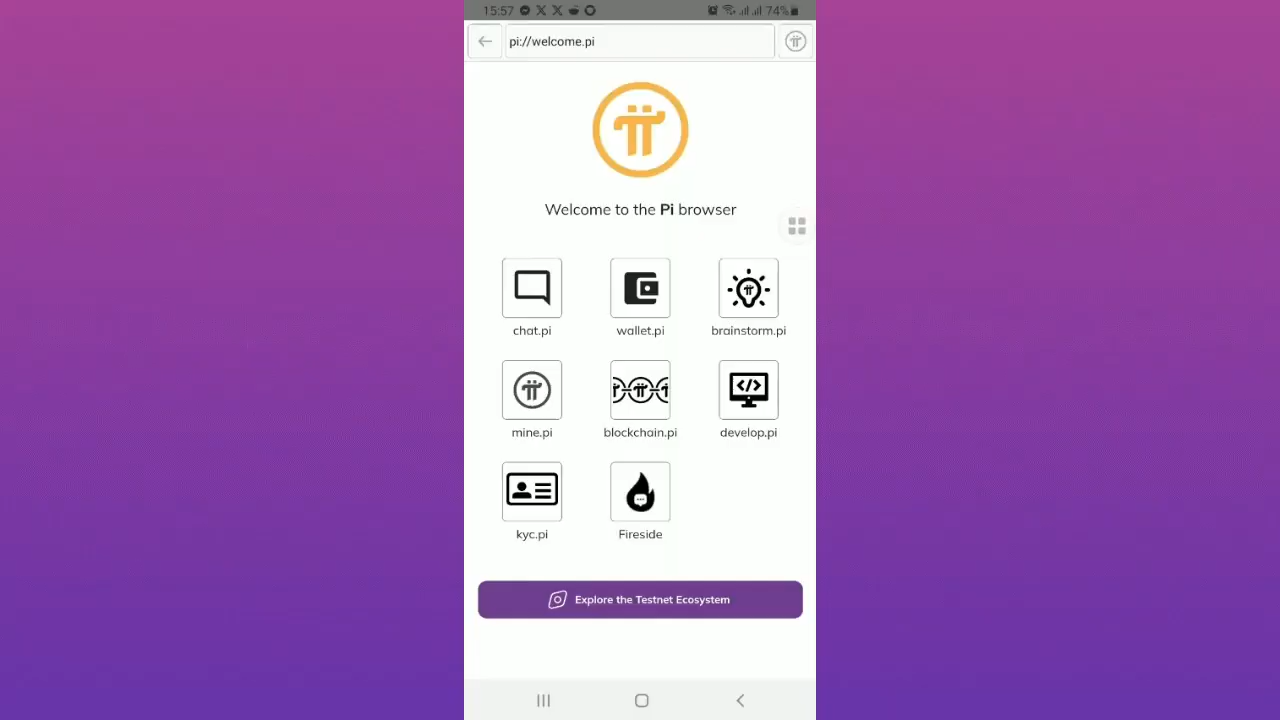 15:57 74%
pi://welcome.pi
Welcome to the Pi browser
chat.pi wallet.pi brainstorm.pi
mine.pi blockchain.pi develop.pi
kyc.pi Fireside
Explore the Testnet Ecosystem